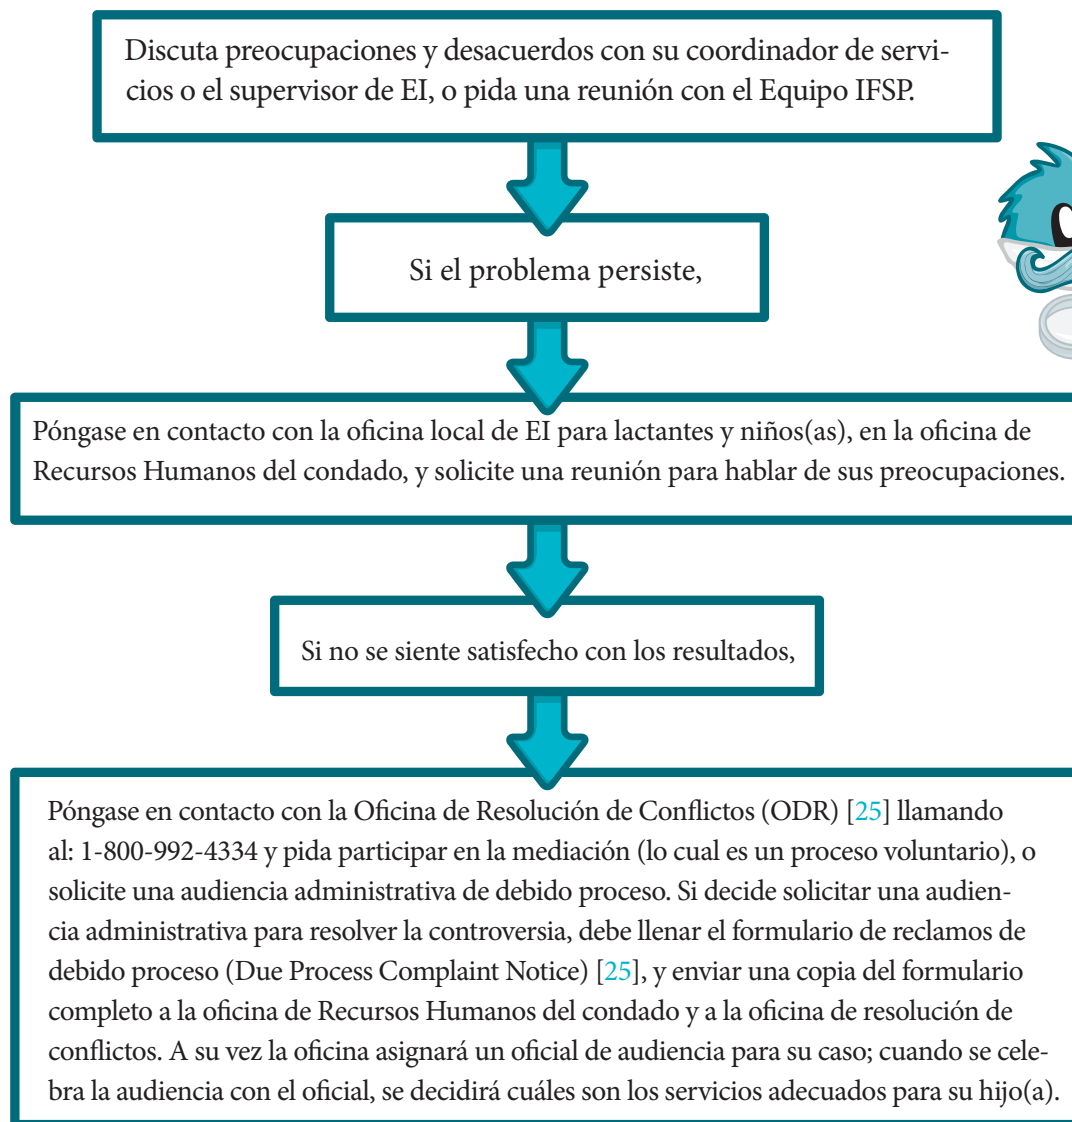 Discuta preocupaciones y desacuerdos con su coordinador de servi-
cios o el supervisor de EI, o pida una reunión con el Equipo IFSP.
Si el problema persiste,
Póngase en contacto con la oficina local de EI para lactantes y niños(as), en la oficina de
Recursos Humanos del condado, y solicite una reunión para hablar de sus preocupaciones.
Si no se siente satisfecho con los resultados,
Póngase en contacto con la Oficina de Resolución de Conflictos (ODR) [25] llamando
al: 1-800-992-4334 y pida participar en la mediación (lo cual es un proceso voluntario), o
solicite una audiencia administrativa de debido proceso. Si decide solicitar una audien-
cia administrativa para resolver la controversia, debe llenar el formulario de reclamos de
debido proceso (Due Process Complaint Notice) [25], y enviar una copia del formulario
completo a la oficina de Recursos Humanos del condado y a la oficina de resolución de
conflictos. A su vez la oficina asignará un oficial de audiencia para su caso; cuando se cele-
bra la audiencia con el oficial, se decidirá cuáles son los servicios adecuados para su hijo(a).